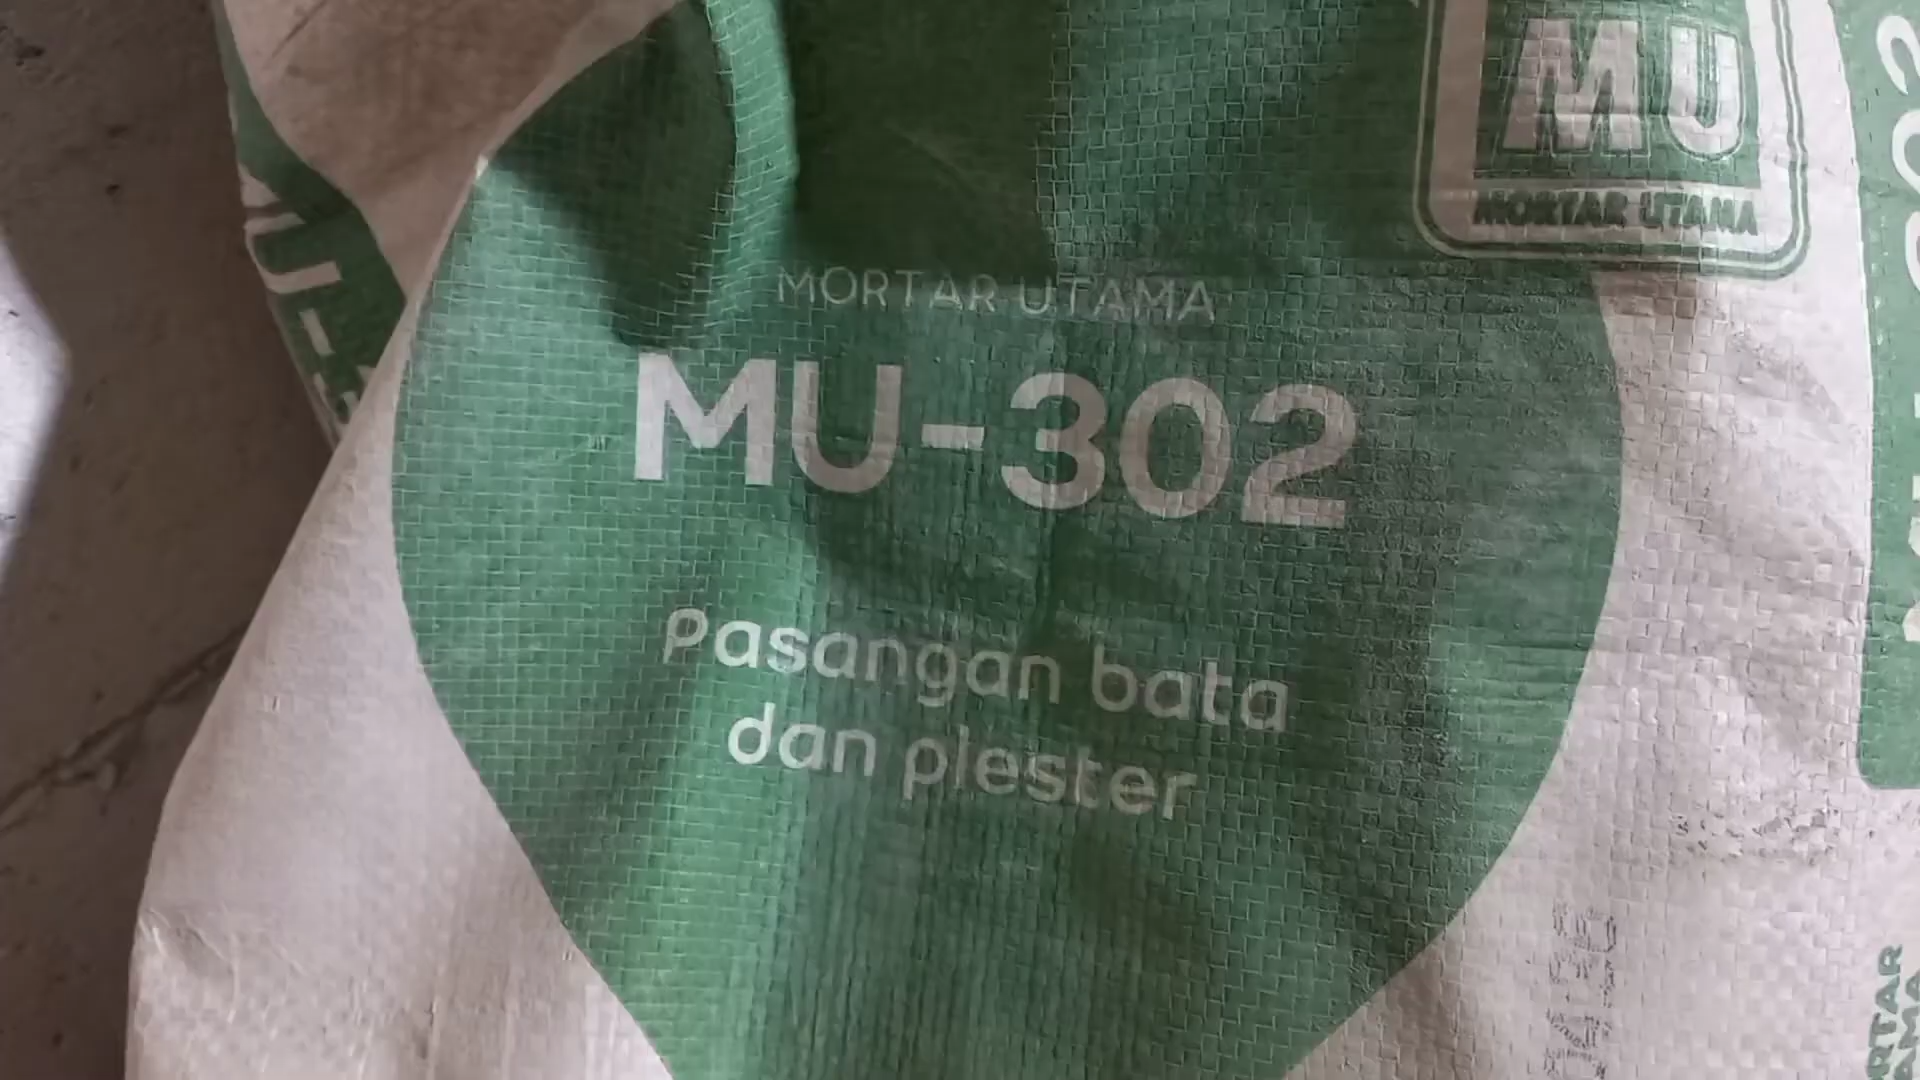 MU
MORTAR UTAMA
MORTAR UTAMA
MU-302
Pasangan bata
dan plester